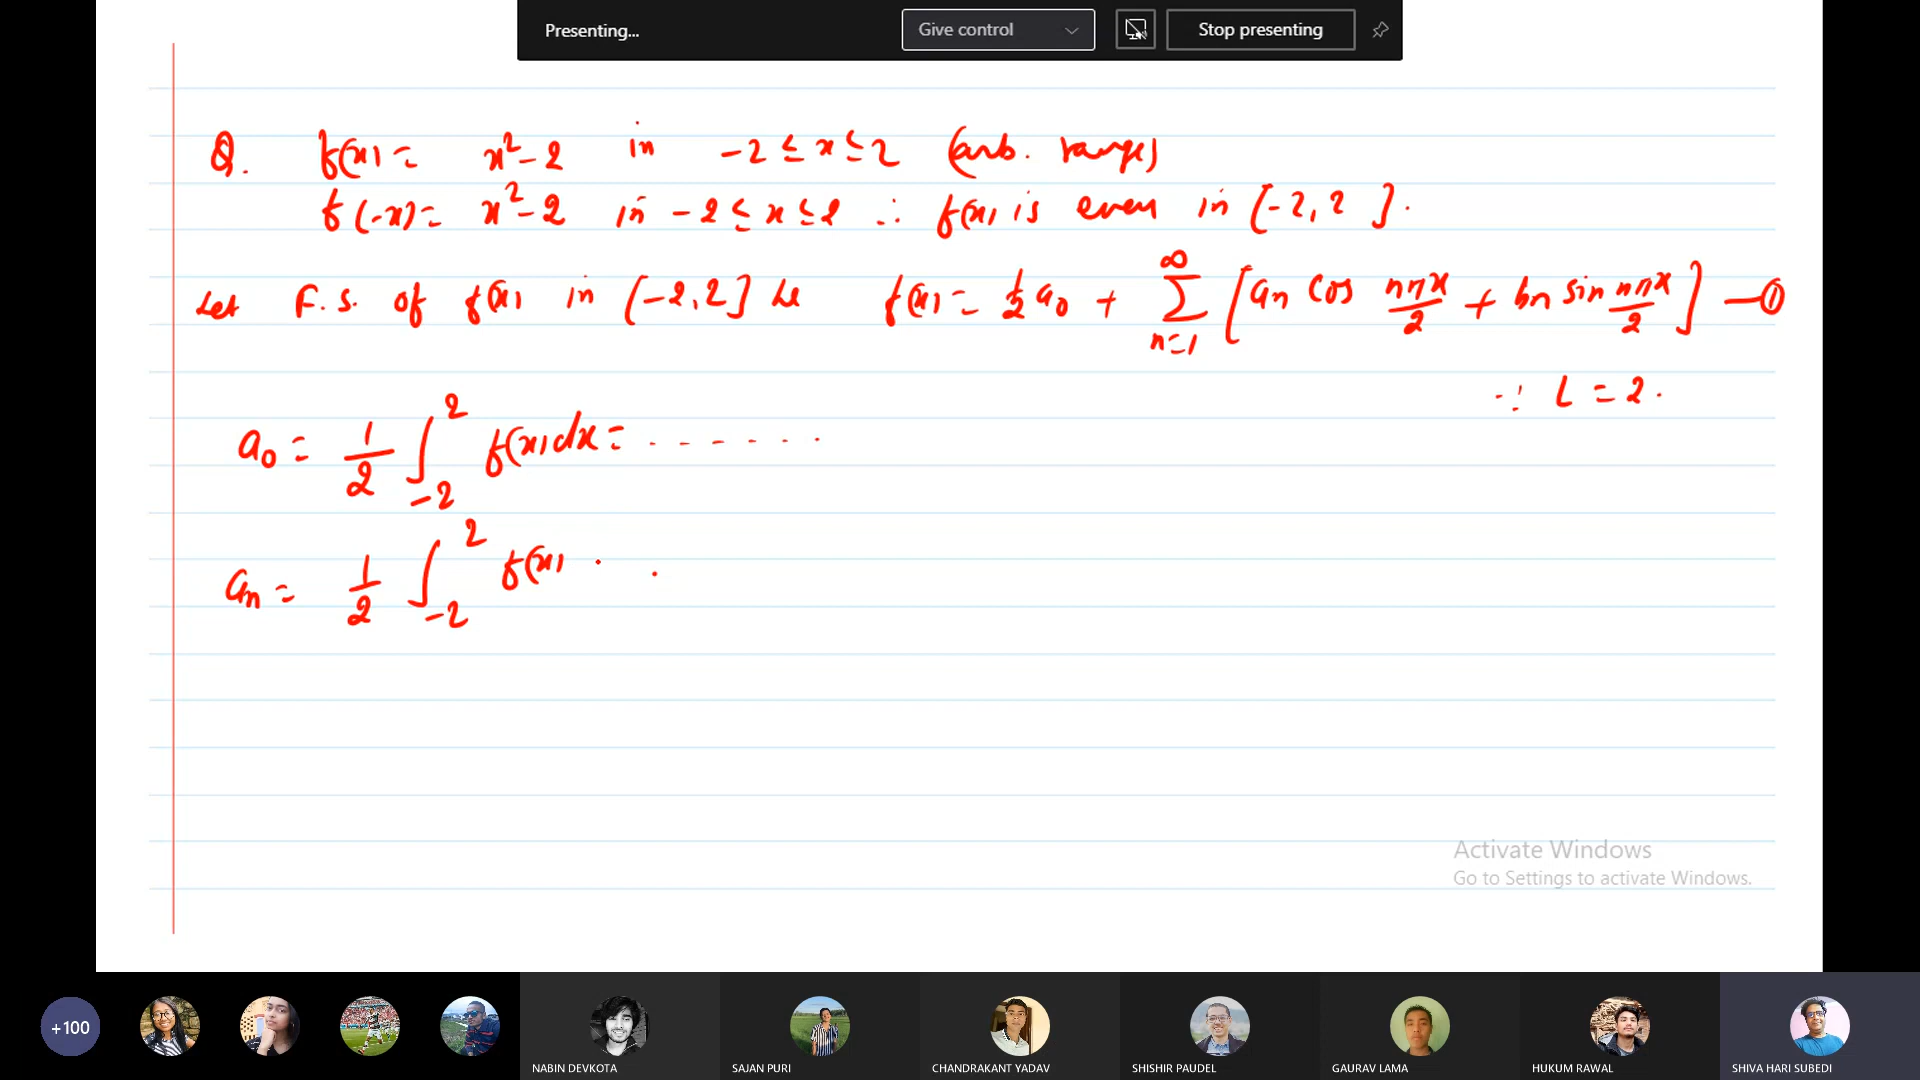 Presenting...
Give control
Stop presenting
Q. f(x) = x²-2 in -2 ≤ x ≤ 2 (arb. range)
f(-x) = x²-2 in -2 ≤ x ≤ 2 ∴ f(x) is even in [-2, 2].
Let F.S. of f(x) in [-2, 2] be f(x) = 1/2 a₀ + ∑_{n=1}^{∞} [an cos nπx/2 + bn sin nπx/2] —①
∵ L = 2.
a₀ = 1/2 ∫_{-2}^{2} f(x) dx = .......
an = 1/2 ∫_{-2}^{2} f(x) . .
Activate Windows
Go to Settings to activate Windows.
+100
NABIN DEVKOTA
SAJAN PURI
CHANDRAKANT YADAV
SHISHIR PAUDEL
GAURAV LAMA
HUKUM RAWAL
SHIVA HARI SUBEDI